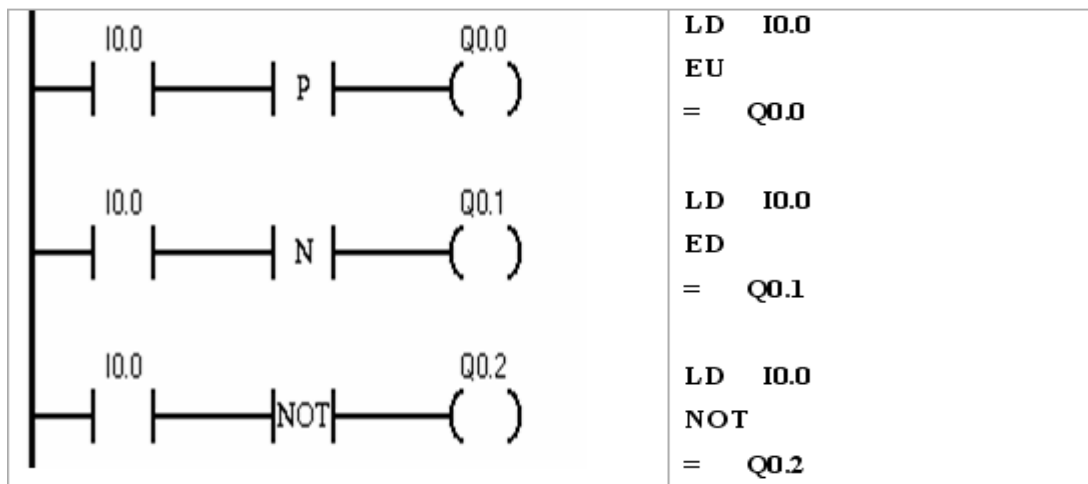 I0.0 Q0.0
P
I0.0 Q0.1
N
I0.0 Q0.2
NOT
LD I0.0
EU
= Q0.0
LD I0.0
ED
= Q0.1
LD I0.0
NOT
= Q0.2